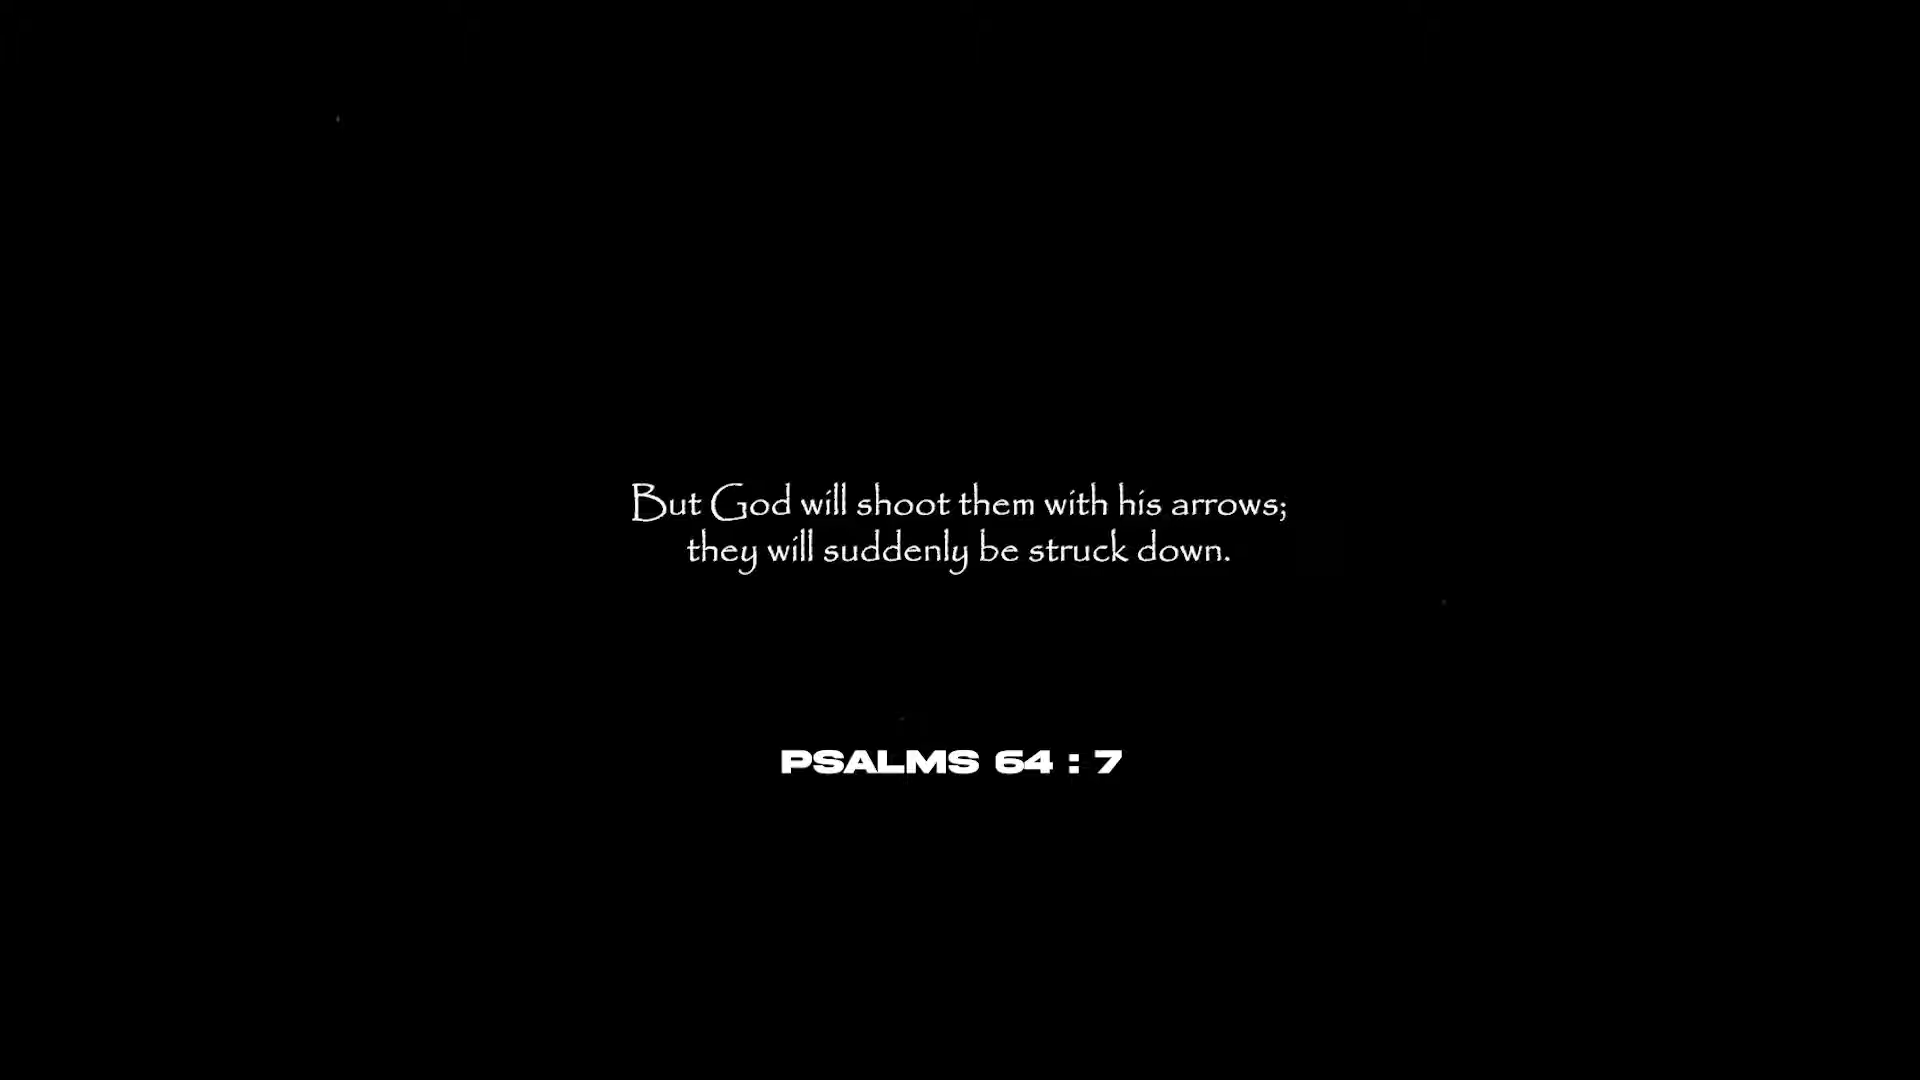 But God will shoot them with his arrows;
they will suddenly be struck down.
PSALMS 64 : 7